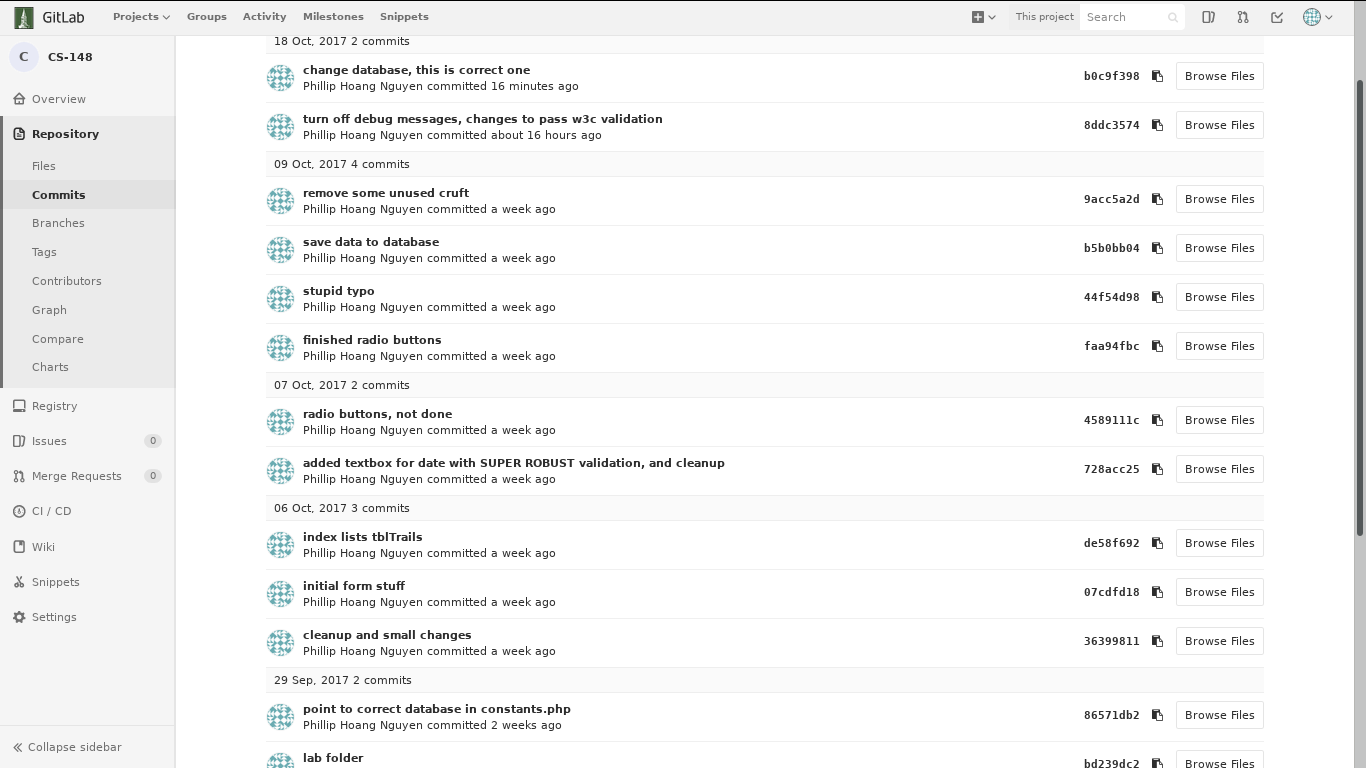 GitLab Projects Groups Activity Milestones Snippets This project Search
C CS-148
Overview
Repository
Files
Commits
Branches
Tags
Contributors
Graph
Compare
Charts
Registry
Issues 0
Merge Requests 0
CI / CD
Wiki
Snippets
Settings
Collapse sidebar
18 Oct, 2017 2 commits
change database, this is correct one
Phillip Hoang Nguyen committed 16 minutes ago
b0c9f398 Browse Files
turn off debug messages, changes to pass w3c validation
Phillip Hoang Nguyen committed about 16 hours ago
8ddc3574 Browse Files
09 Oct, 2017 4 commits
remove some unused cruft
Phillip Hoang Nguyen committed a week ago
9acc5a2d Browse Files
save data to database
Phillip Hoang Nguyen committed a week ago
b5b0bb04 Browse Files
stupid typo
Phillip Hoang Nguyen committed a week ago
44f54d98 Browse Files
finished radio buttons
Phillip Hoang Nguyen committed a week ago
faa94fbc Browse Files
07 Oct, 2017 2 commits
radio buttons, not done
Phillip Hoang Nguyen committed a week ago
4589111c Browse Files
added textbox for date with SUPER ROBUST validation, and cleanup
Phillip Hoang Nguyen committed a week ago
728acc25 Browse Files
06 Oct, 2017 3 commits
index lists tblTrails
Phillip Hoang Nguyen committed a week ago
de58f692 Browse Files
initial form stuff
Phillip Hoang Nguyen committed a week ago
07cdfd18 Browse Files
cleanup and small changes
Phillip Hoang Nguyen committed a week ago
36399811 Browse Files
29 Sep, 2017 2 commits
point to correct database in constants.php
Phillip Hoang Nguyen committed 2 weeks ago
86571db2 Browse Files
lab folder
bd239dc2 Browse Files